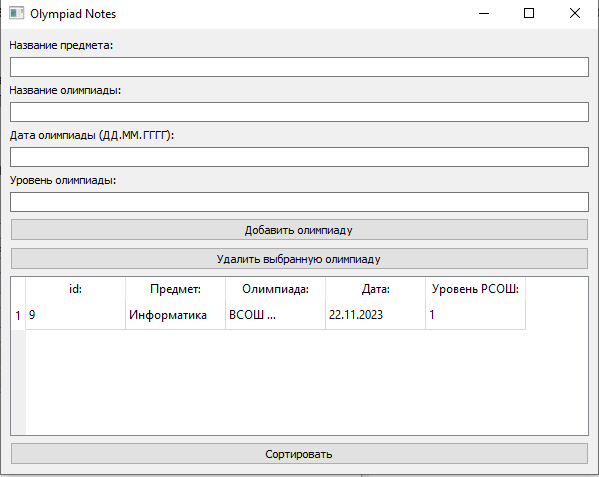 Olympiad Notes
Название предмета:
Название олимпиады:
Дата олимпиады (ДД.ММ.ГГГГ):
Уровень олимпиады:
Добавить олимпиаду
Удалить выбранную олимпиаду
id: Предмет: Олимпиада: Дата: Уровень РСОШ:
1 9 Информатика ВСОШ ... 22.11.2023 1
Сортировать